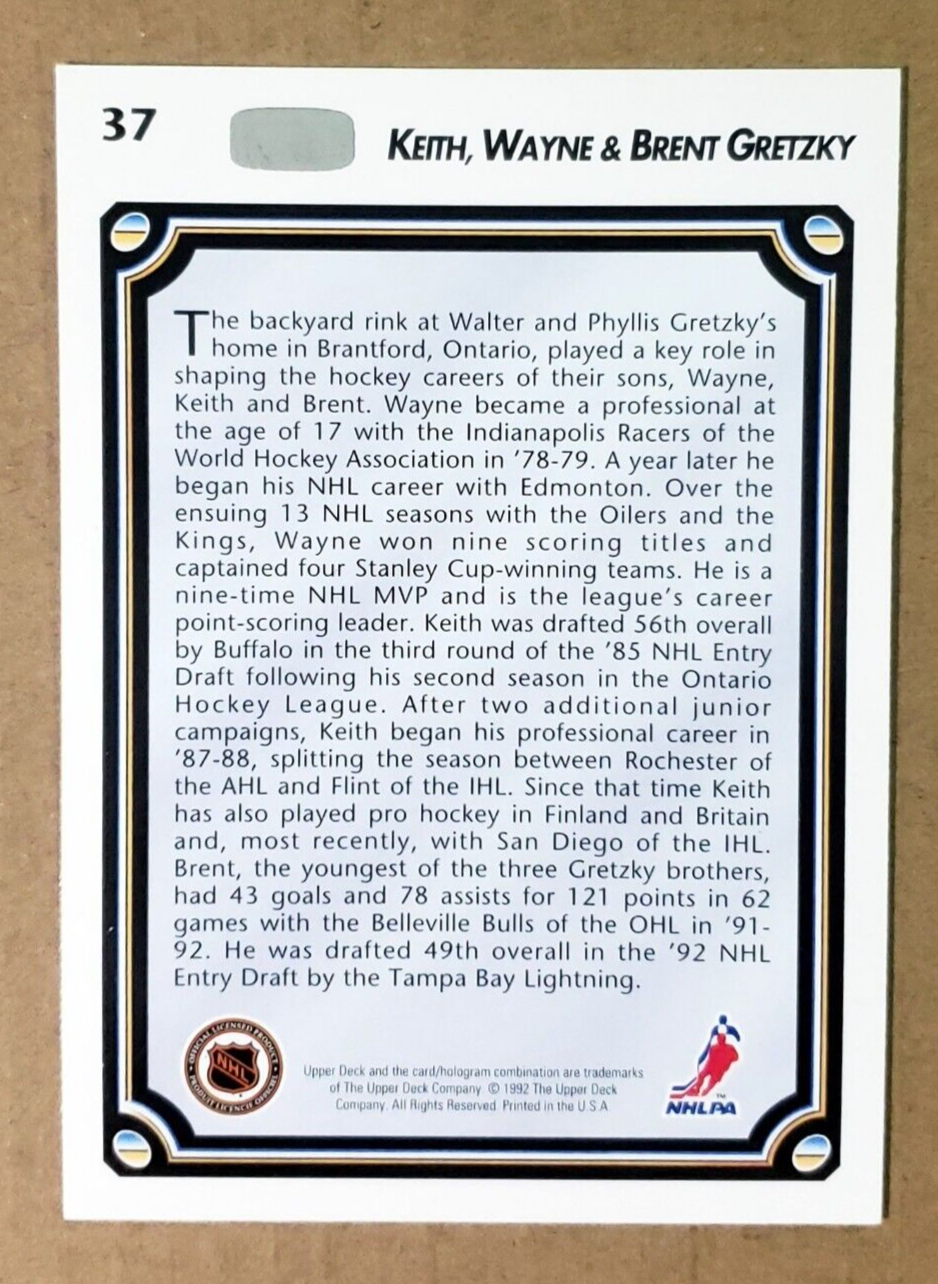 37
KEITH, WAYNE & BRENT GRETZKY
The backyard rink at Walter and Phyllis Gretzky's
home in Brantford, Ontario, played a key role in
shaping the hockey careers of their sons, Wayne,
Keith and Brent. Wayne became a professional at
the age of 17 with the Indianapolis Racers of the
World Hockey Association in '78-79. A year later he
began his NHL career with Edmonton. Over the
ensuing 13 NHL seasons with the Oilers and the
Kings, Wayne won nine scoring titles and
captained four Stanley Cup-winning teams. He is a
nine-time NHL MVP and is the league's career
point-scoring leader. Keith was drafted 56th overall
by Buffalo in the third round of the '85 NHL Entry
Draft following his second season in the Ontario
Hockey League. After two additional junior
campaigns, Keith began his professional career in
'87-88, splitting the season between Rochester of
the AHL and Flint of the IHL. Since that time Keith
has also played pro hockey in Finland and Britain
and, most recently, with San Diego of the IHL.
Brent, the youngest of the three Gretzky brothers,
had 43 goals and 78 assists for 121 points in 62
games with the Belleville Bulls of the OHL in '91-
92. He was drafted 49th overall in the '92 NHL
Entry Draft by the Tampa Bay Lightning.
OFFICIAL LICENSED PRODUCT
NHL
PRODUIT LICENCIÉ OFFICIEL
Upper Deck and the card/hologram combination are trademarks
of The Upper Deck Company. © 1992 The Upper Deck
Company. All Rights Reserved. Printed in the U.S.A.
TM
NHLPA